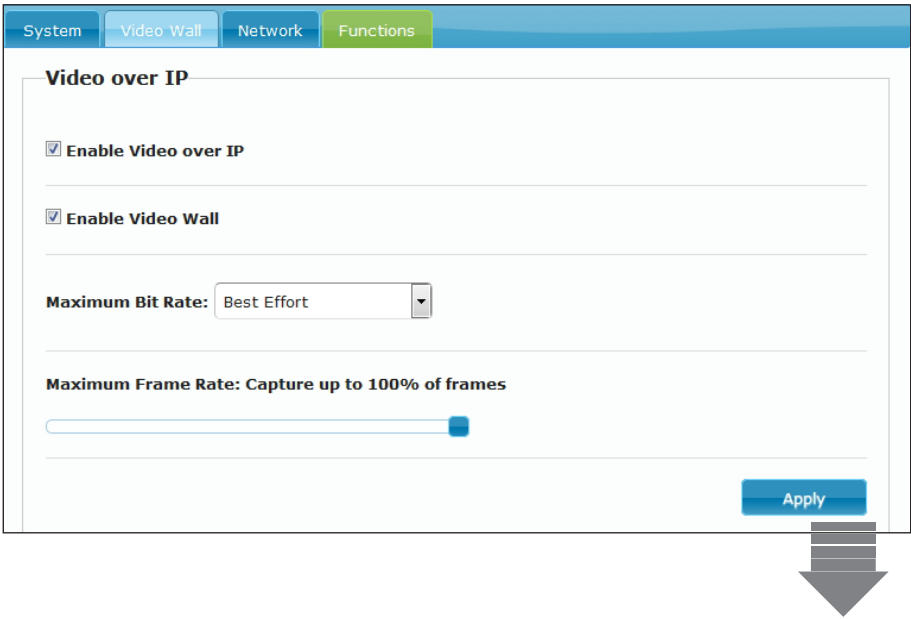 System Video Wall Network Functions
Video over IP
Enable Video over IP
Enable Video Wall
Maximum Bit Rate: Best Effort
Maximum Frame Rate: Capture up to 100% of frames
Apply